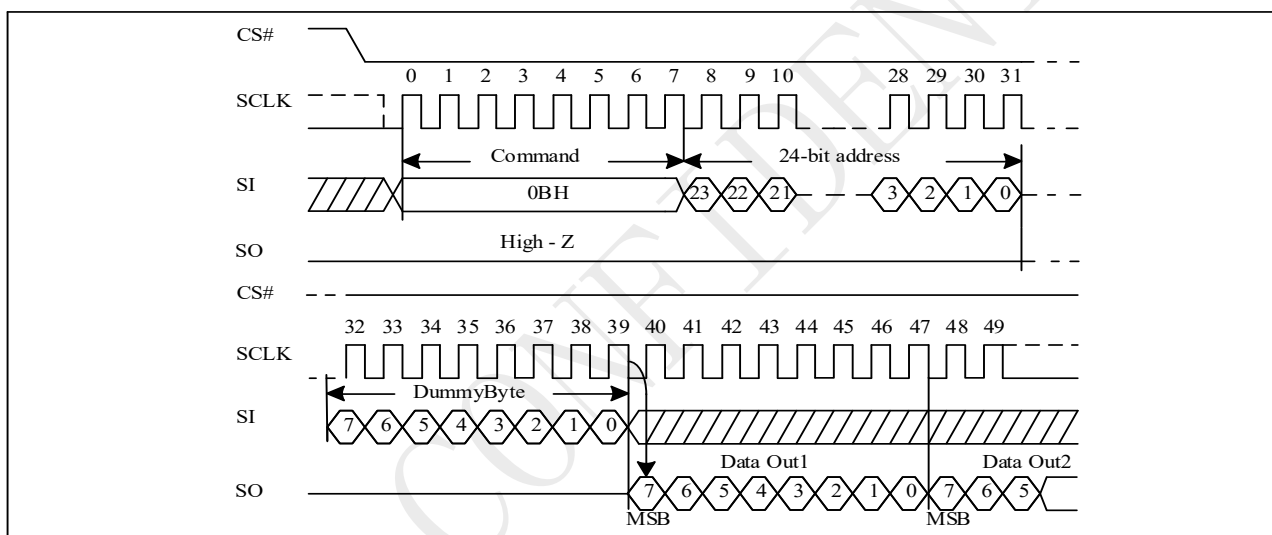 CS#
0 1 2 3 4 5 6 7 8 9 10 28 29 30 31
SCLK
Command 24-bit address
SI 0BH 23 22 21 3 2 1 0
High - Z
SO
CS#
32 33 34 35 36 37 38 39 40 41 42 43 44 45 46 47 48 49
SCLK
DummyByte
SI 7 6 5 4 3 2 1 0
Data Out1 Data Out2
SO 7 6 5 4 3 2 1 0 7 6 5
MSB MSB